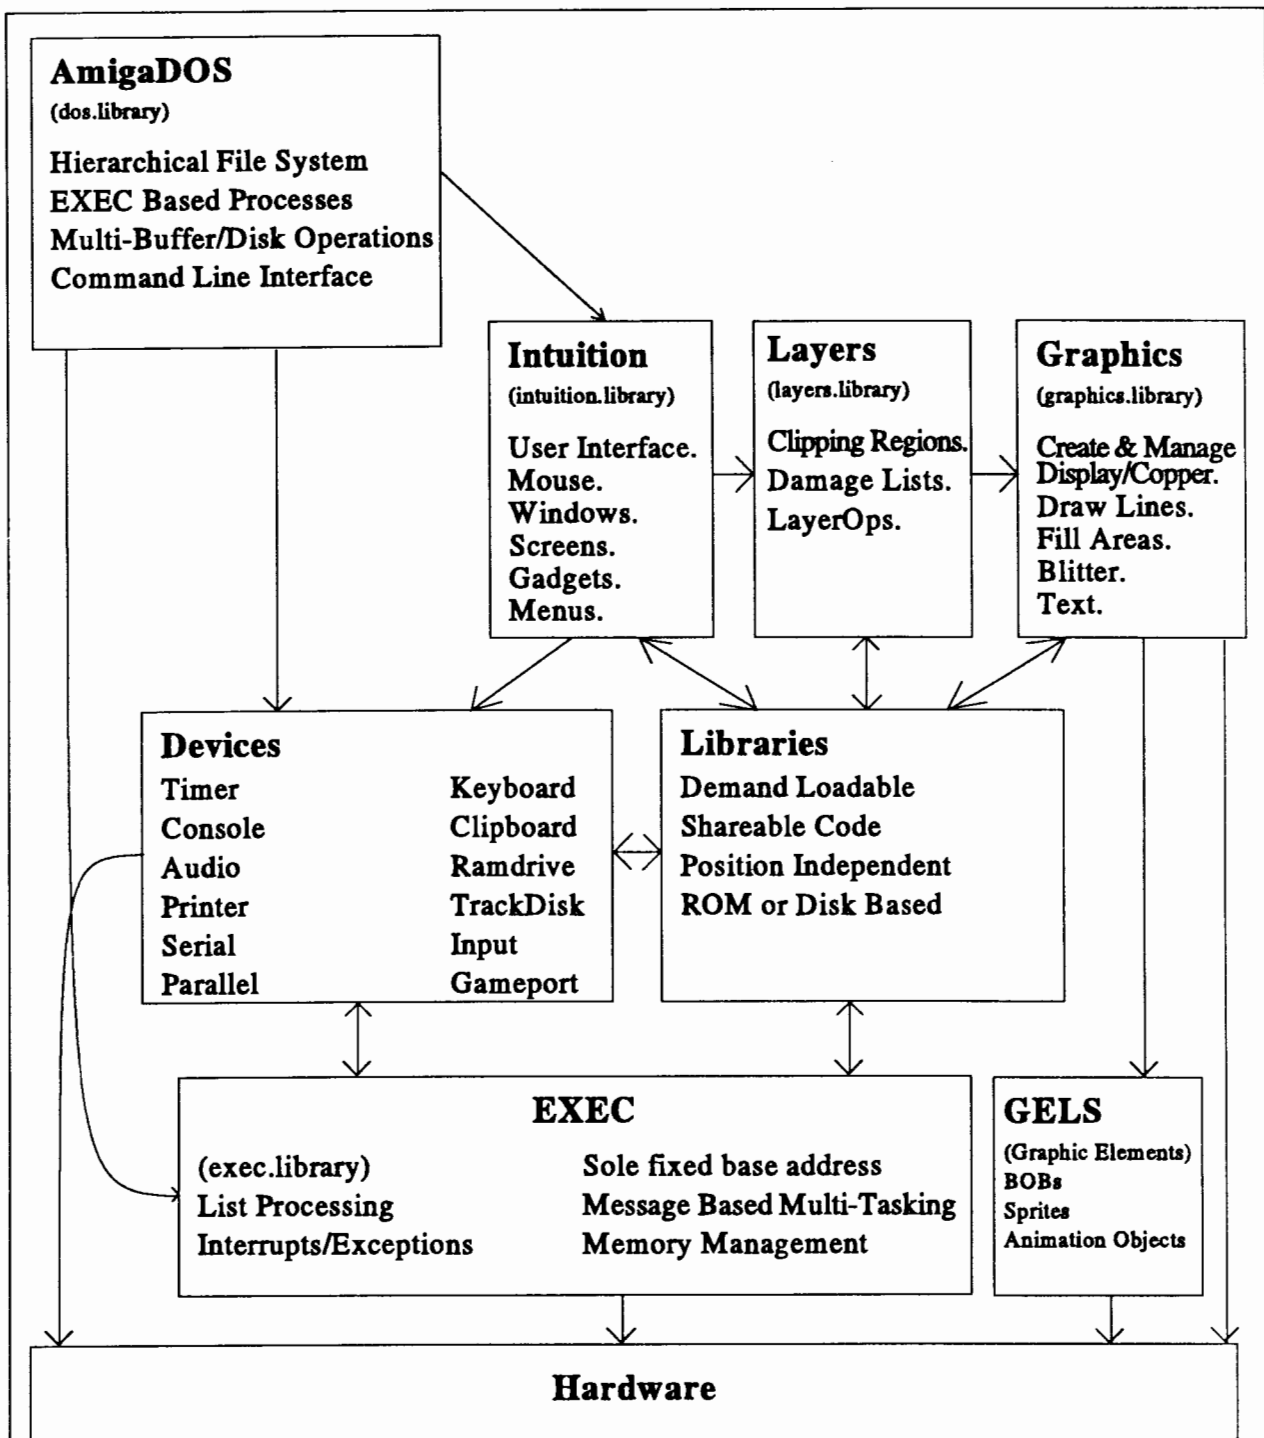 AmigaDOS
(dos.library)
Hierarchical File System
EXEC Based Processes
Multi-Buffer/Disk Operations
Command Line Interface
Intuition
(intuition.library)
User Interface.
Mouse.
Windows.
Screens.
Gadgets.
Menus.
Layers
(layers.library)
Clipping Regions.
Damage Lists.
LayerOps.
Graphics
(graphics.library)
Create & Manage
Display/Copper.
Draw Lines.
Fill Areas.
Blitter.
Text.
Devices
Timer
Console
Audio
Printer
Serial
Parallel
Keyboard
Clipboard
Ramdrive
TrackDisk
Input
Gameport
Libraries
Demand Loadable
Shareable Code
Position Independent
ROM or Disk Based
EXEC
(exec.library)
List Processing
Interrupts/Exceptions
Sole fixed base address
Message Based Multi-Tasking
Memory Management
GELS
(Graphic Elements)
BOBs
Sprites
Animation Objects
Hardware